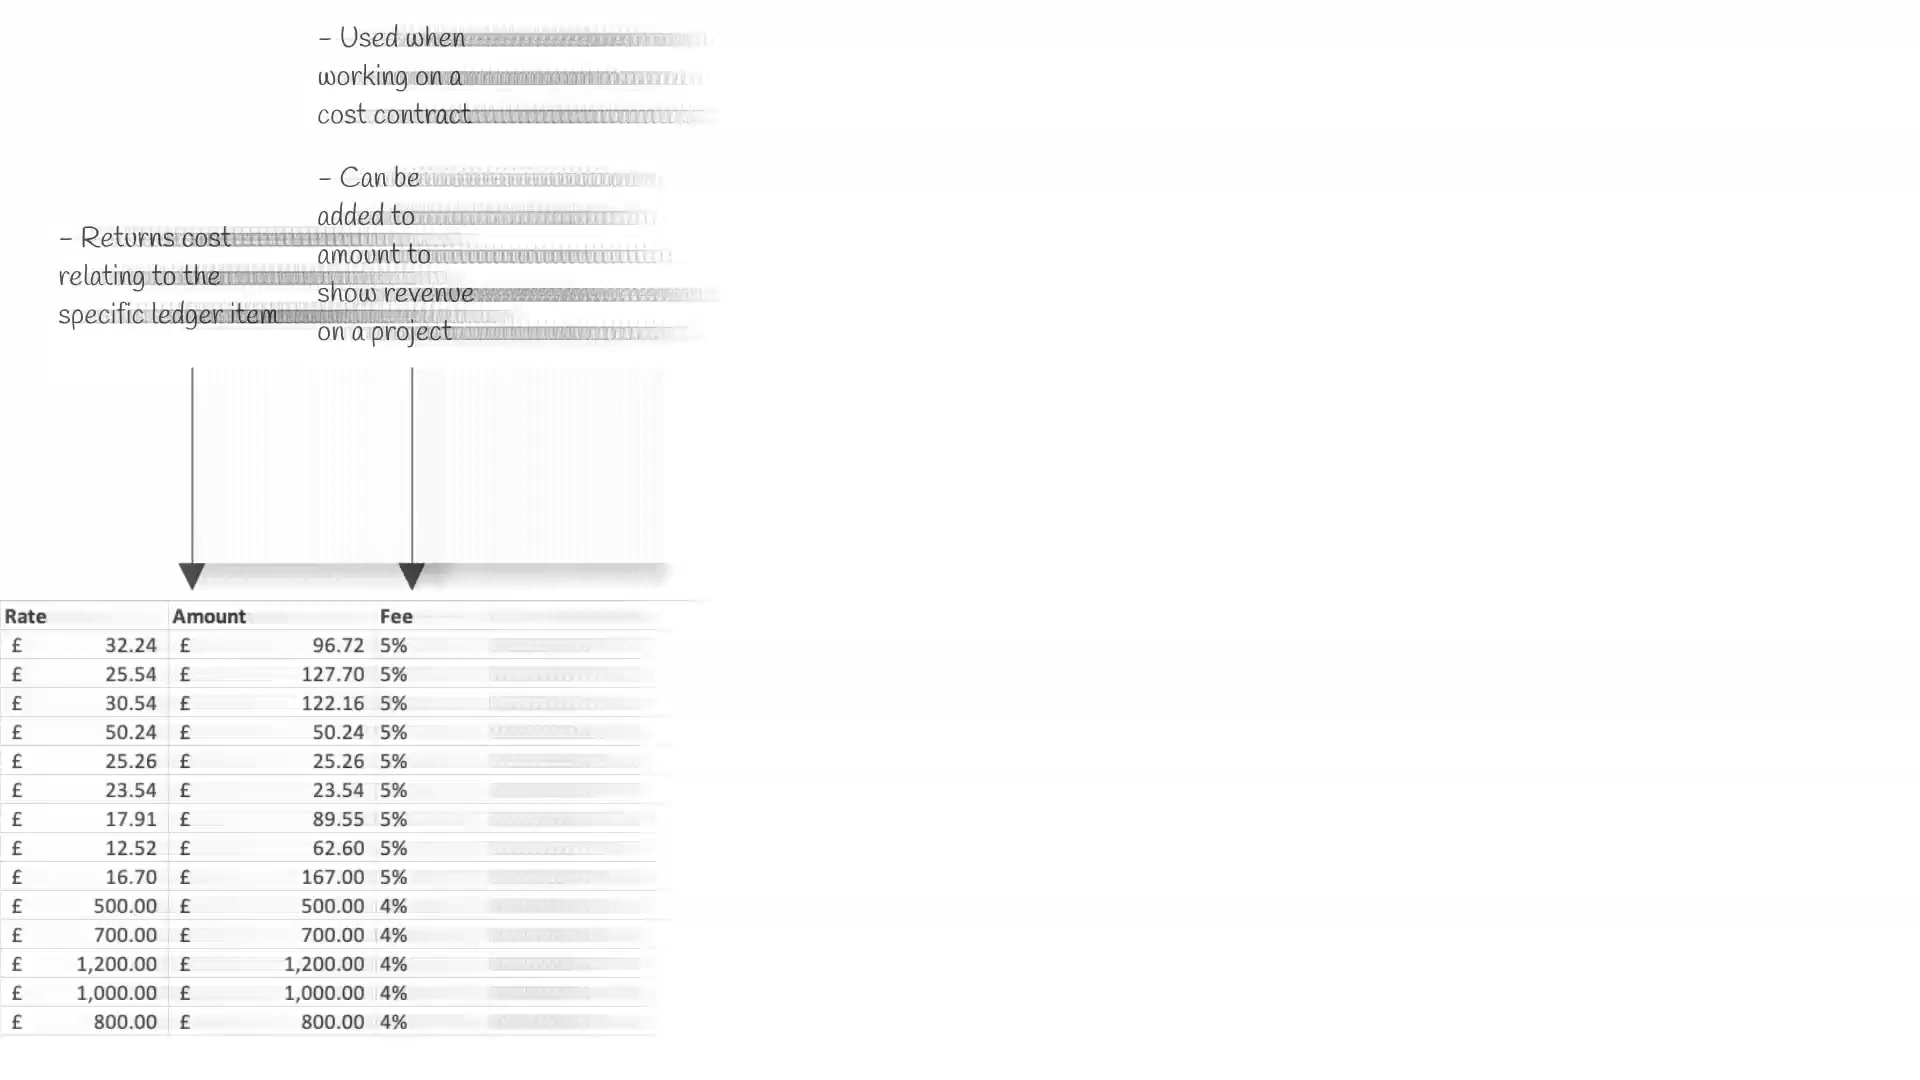 – Used when
working on a
cost contract
– Can be
added to
amount to
show revenue
on a project
– Returns cost
relating to the
specific ledger item
Rate Amount Fee
£ 32.24 £ 96.72 5%
£ 25.54 £ 127.70 5%
£ 30.54 £ 122.16 5%
£ 50.24 £ 50.24 5%
£ 25.26 £ 25.26 5%
£ 23.54 £ 23.54 5%
£ 17.91 £ 89.55 5%
£ 12.52 £ 62.60 5%
£ 16.70 £ 167.00 5%
£ 500.00 £ 500.00 4%
£ 700.00 £ 700.00 4%
£ 1,200.00 £ 1,200.00 4%
£ 1,000.00 £ 1,000.00 4%
£ 800.00 £ 800.00 4%